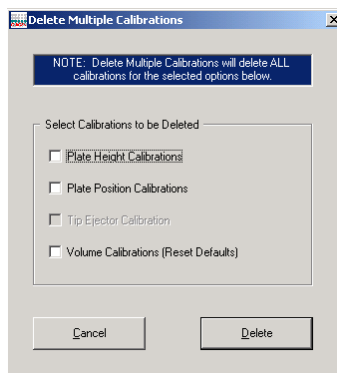 Delete Multiple Calibrations
NOTE: Delete Multiple Calibrations will delete ALL
calibrations for the selected options below.
Select Calibrations to be Deleted
Plate Height Calibrations
Plate Position Calibrations
Tip Ejector Calibration
Volume Calibrations (Reset Defaults)
Cancel
Delete